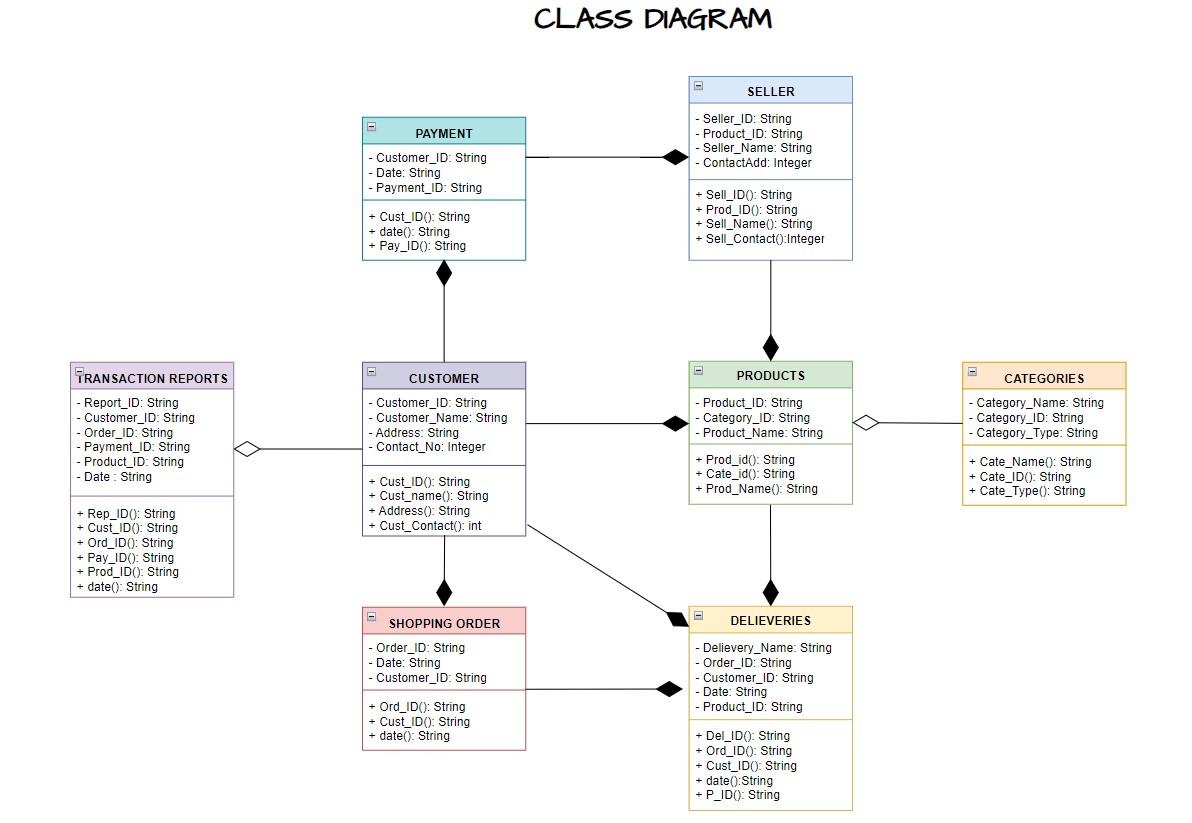 CLASS DIAGRAM
SELLER
- Seller_ID: String
- Product_ID: String
- Seller_Name: String
- ContactAdd: Integer
+ Sell_ID(): String
+ Prod_ID(): String
+ Sell_Name(): String
+ Sell_Contact():Integer
PAYMENT
- Customer_ID: String
- Date: String
- Payment_ID: String
+ Cust_ID(): String
+ date(): String
+ Pay_ID(): String
TRANSACTION REPORTS
- Report_ID: String
- Customer_ID: String
- Order_ID: String
- Payment_ID: String
- Product_ID: String
- Date : String
+ Rep_ID(): String
+ Cust_ID(): String
+ Ord_ID(): String
+ Pay_ID(): String
+ Prod_ID(): String
+ date(): String
CUSTOMER
- Customer_ID: String
- Customer_Name: String
- Address: String
- Contact_No: Integer
+ Cust_ID(): String
+ Cust_name(): String
+ Address(): String
+ Cust_Contact(): int
PRODUCTS
- Product_ID: String
- Category_ID: String
- Product_Name: String
+ Prod_id(): String
+ Cate_id(): String
+ Prod_Name(): String
CATEGORIES
- Category_Name: String
- Category_ID: String
- Category_Type: String
+ Cate_Name(): String
+ Cate_ID(): String
+ Cate_Type(): String
SHOPPING ORDER
- Order_ID: String
- Date: String
- Customer_ID: String
+ Ord_ID(): String
+ Cust_ID(): String
+ date(): String
DELIEVERIES
- Delievery_Name: String
- Order_ID: String
- Customer_ID: String
- Date: String
- Product_ID: String
+ Del_ID(): String
+ Ord_ID(): String
+ Cust_ID(): String
+ date():String
+ P_ID(): String